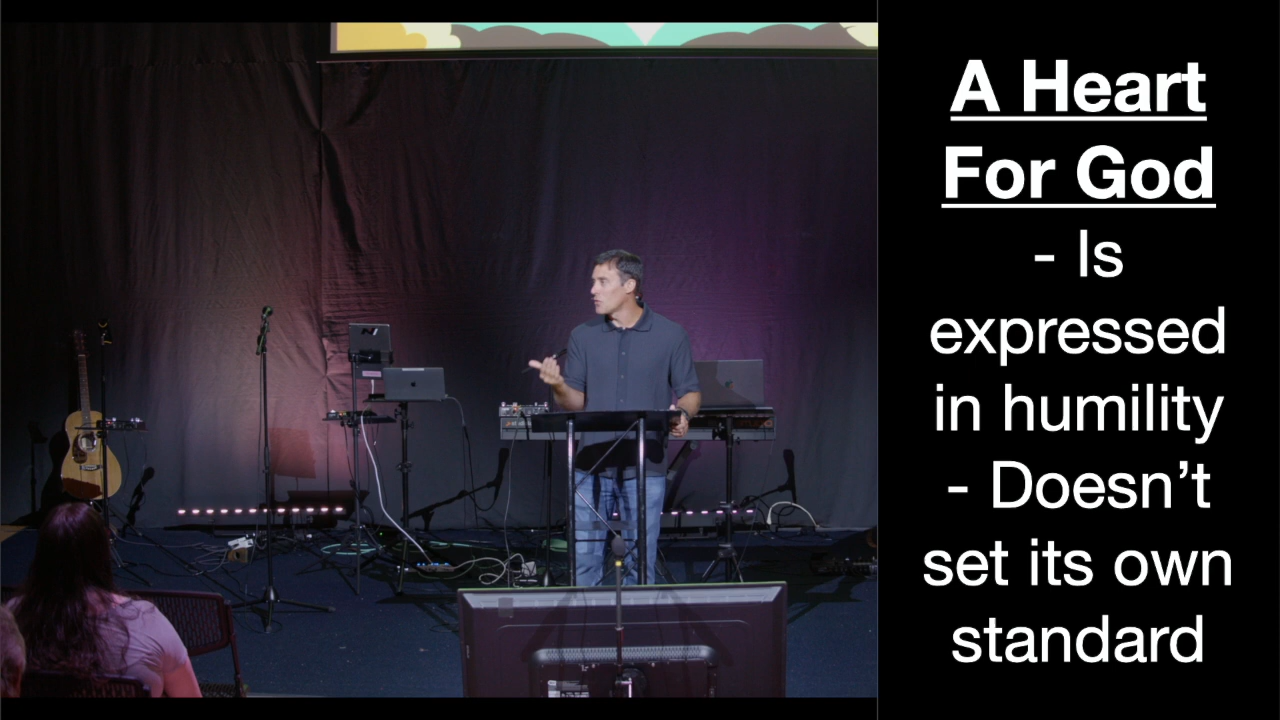 A Heart
For God
- Is
expressed
in humility
- Doesn’t
set its own
standard